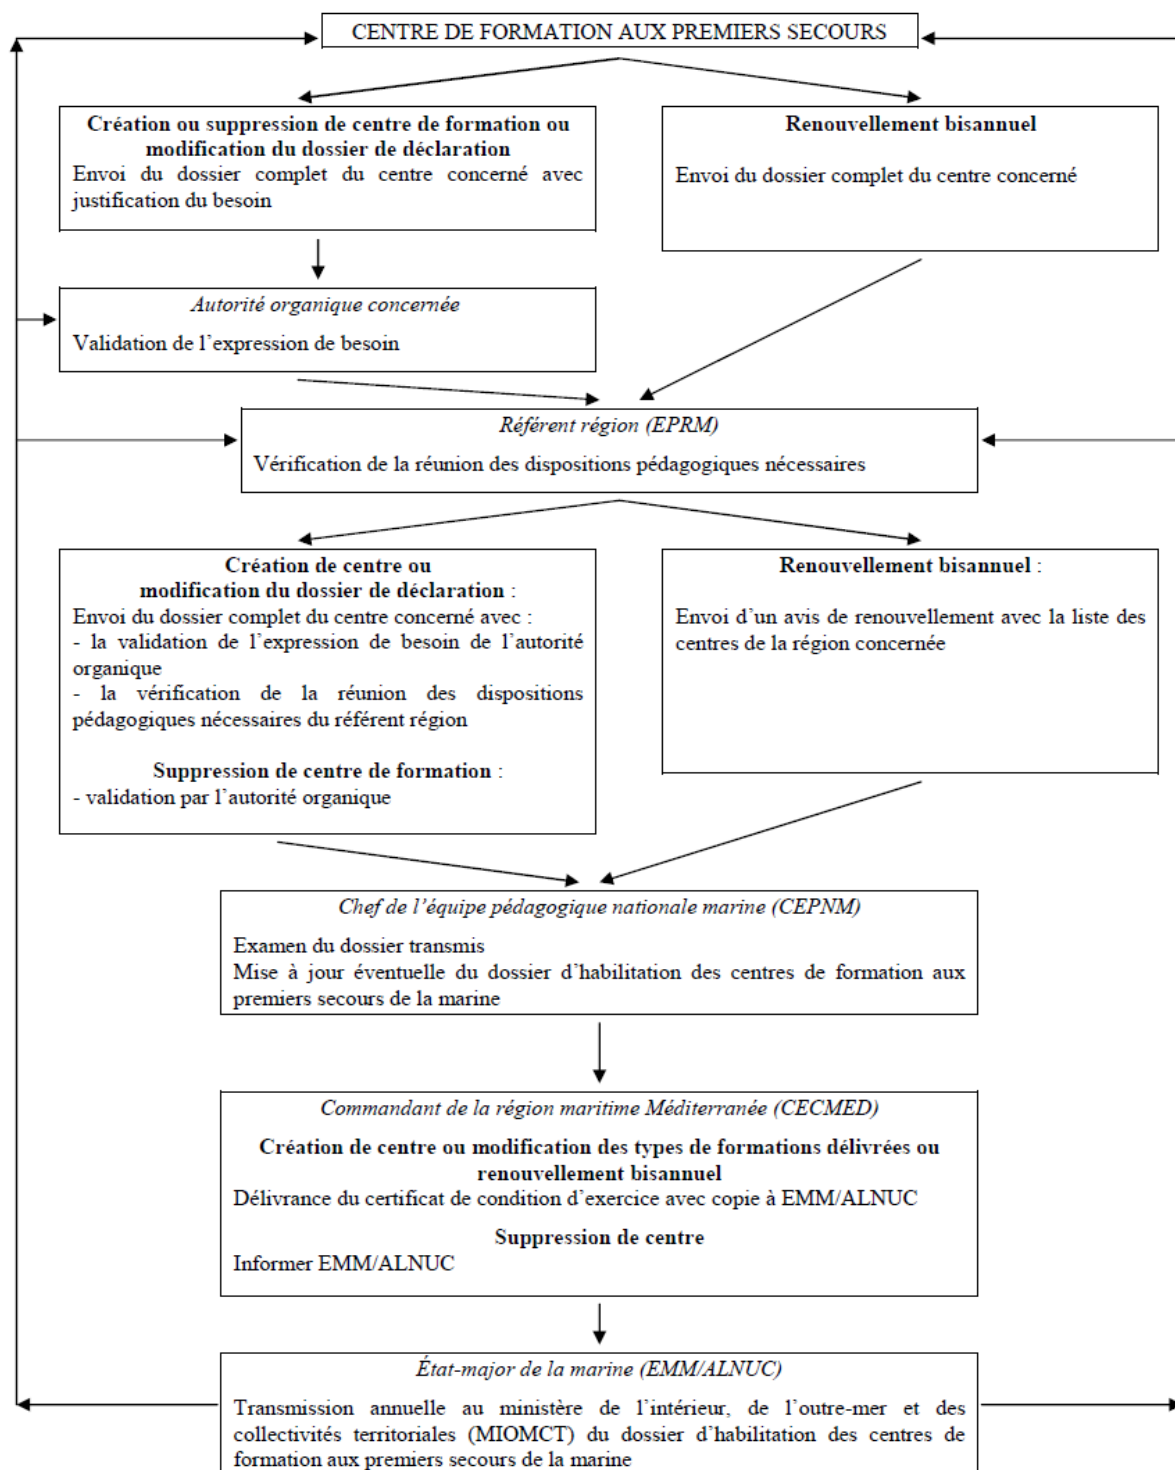 CENTRE DE FORMATION AUX PREMIERS SECOURS
Création ou suppression de centre de formation ou
modification du dossier de déclaration
Envoi du dossier complet du centre concerné avec
justification du besoin
Renouvellement bisannuel
Envoi du dossier complet du centre concerné
Autorité organique concernée
Validation de l’expression de besoin
Référent région (EPRM)
Vérification de la réunion des dispositions pédagogiques nécessaires
Création de centre ou
modification du dossier de déclaration :
Envoi du dossier complet du centre concerné avec :
- la validation de l’expression de besoin de l’autorité
organique
- la vérification de la réunion des dispositions
pédagogiques nécessaires du référent région
Suppression de centre de formation :
- validation par l’autorité organique
Renouvellement bisannuel :
Envoi d’un avis de renouvellement avec la liste des
centres de la région concernée
Chef de l’équipe pédagogique nationale marine (CEPNM)
Examen du dossier transmis
Mise à jour éventuelle du dossier d’habilitation des centres de formation aux
premiers secours de la marine
Commandant de la région maritime Méditerranée (CECMED)
Création de centre ou modification des types de formations délivrées ou
renouvellement bisannuel
Délivrance du certificat de condition d’exercice avec copie à EMM/ALNUC
Suppression de centre
Informer EMM/ALNUC
État-major de la marine (EMM/ALNUC)
Transmission annuelle au ministère de l’intérieur, de l’outre-mer et des
collectivités territoriales (MIOMCT) du dossier d’habilitation des centres de
formation aux premiers secours de la marine